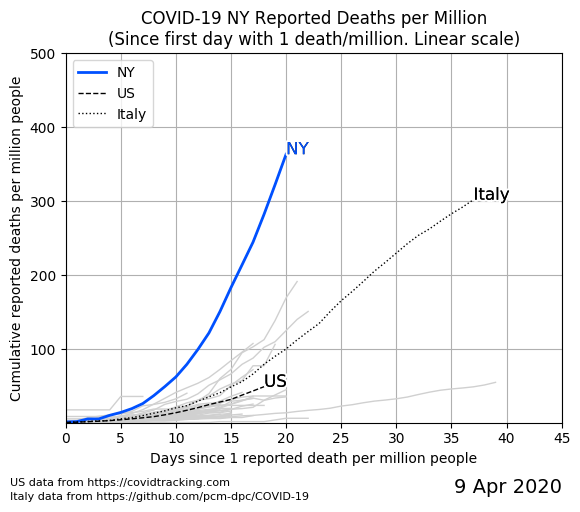 COVID-19 NY Reported Deaths per Million
(Since first day with 1 death/million. Linear scale)
Cumulative reported deaths per million people
500
400
300
200
100
NY
US
Italy
NY
Italy
US
0 5 10 15 20 25 30 35 40 45
Days since 1 reported death per million people
US data from https://covidtracking.com
Italy data from https://github.com/pcm-dpc/COVID-19
9 Apr 2020